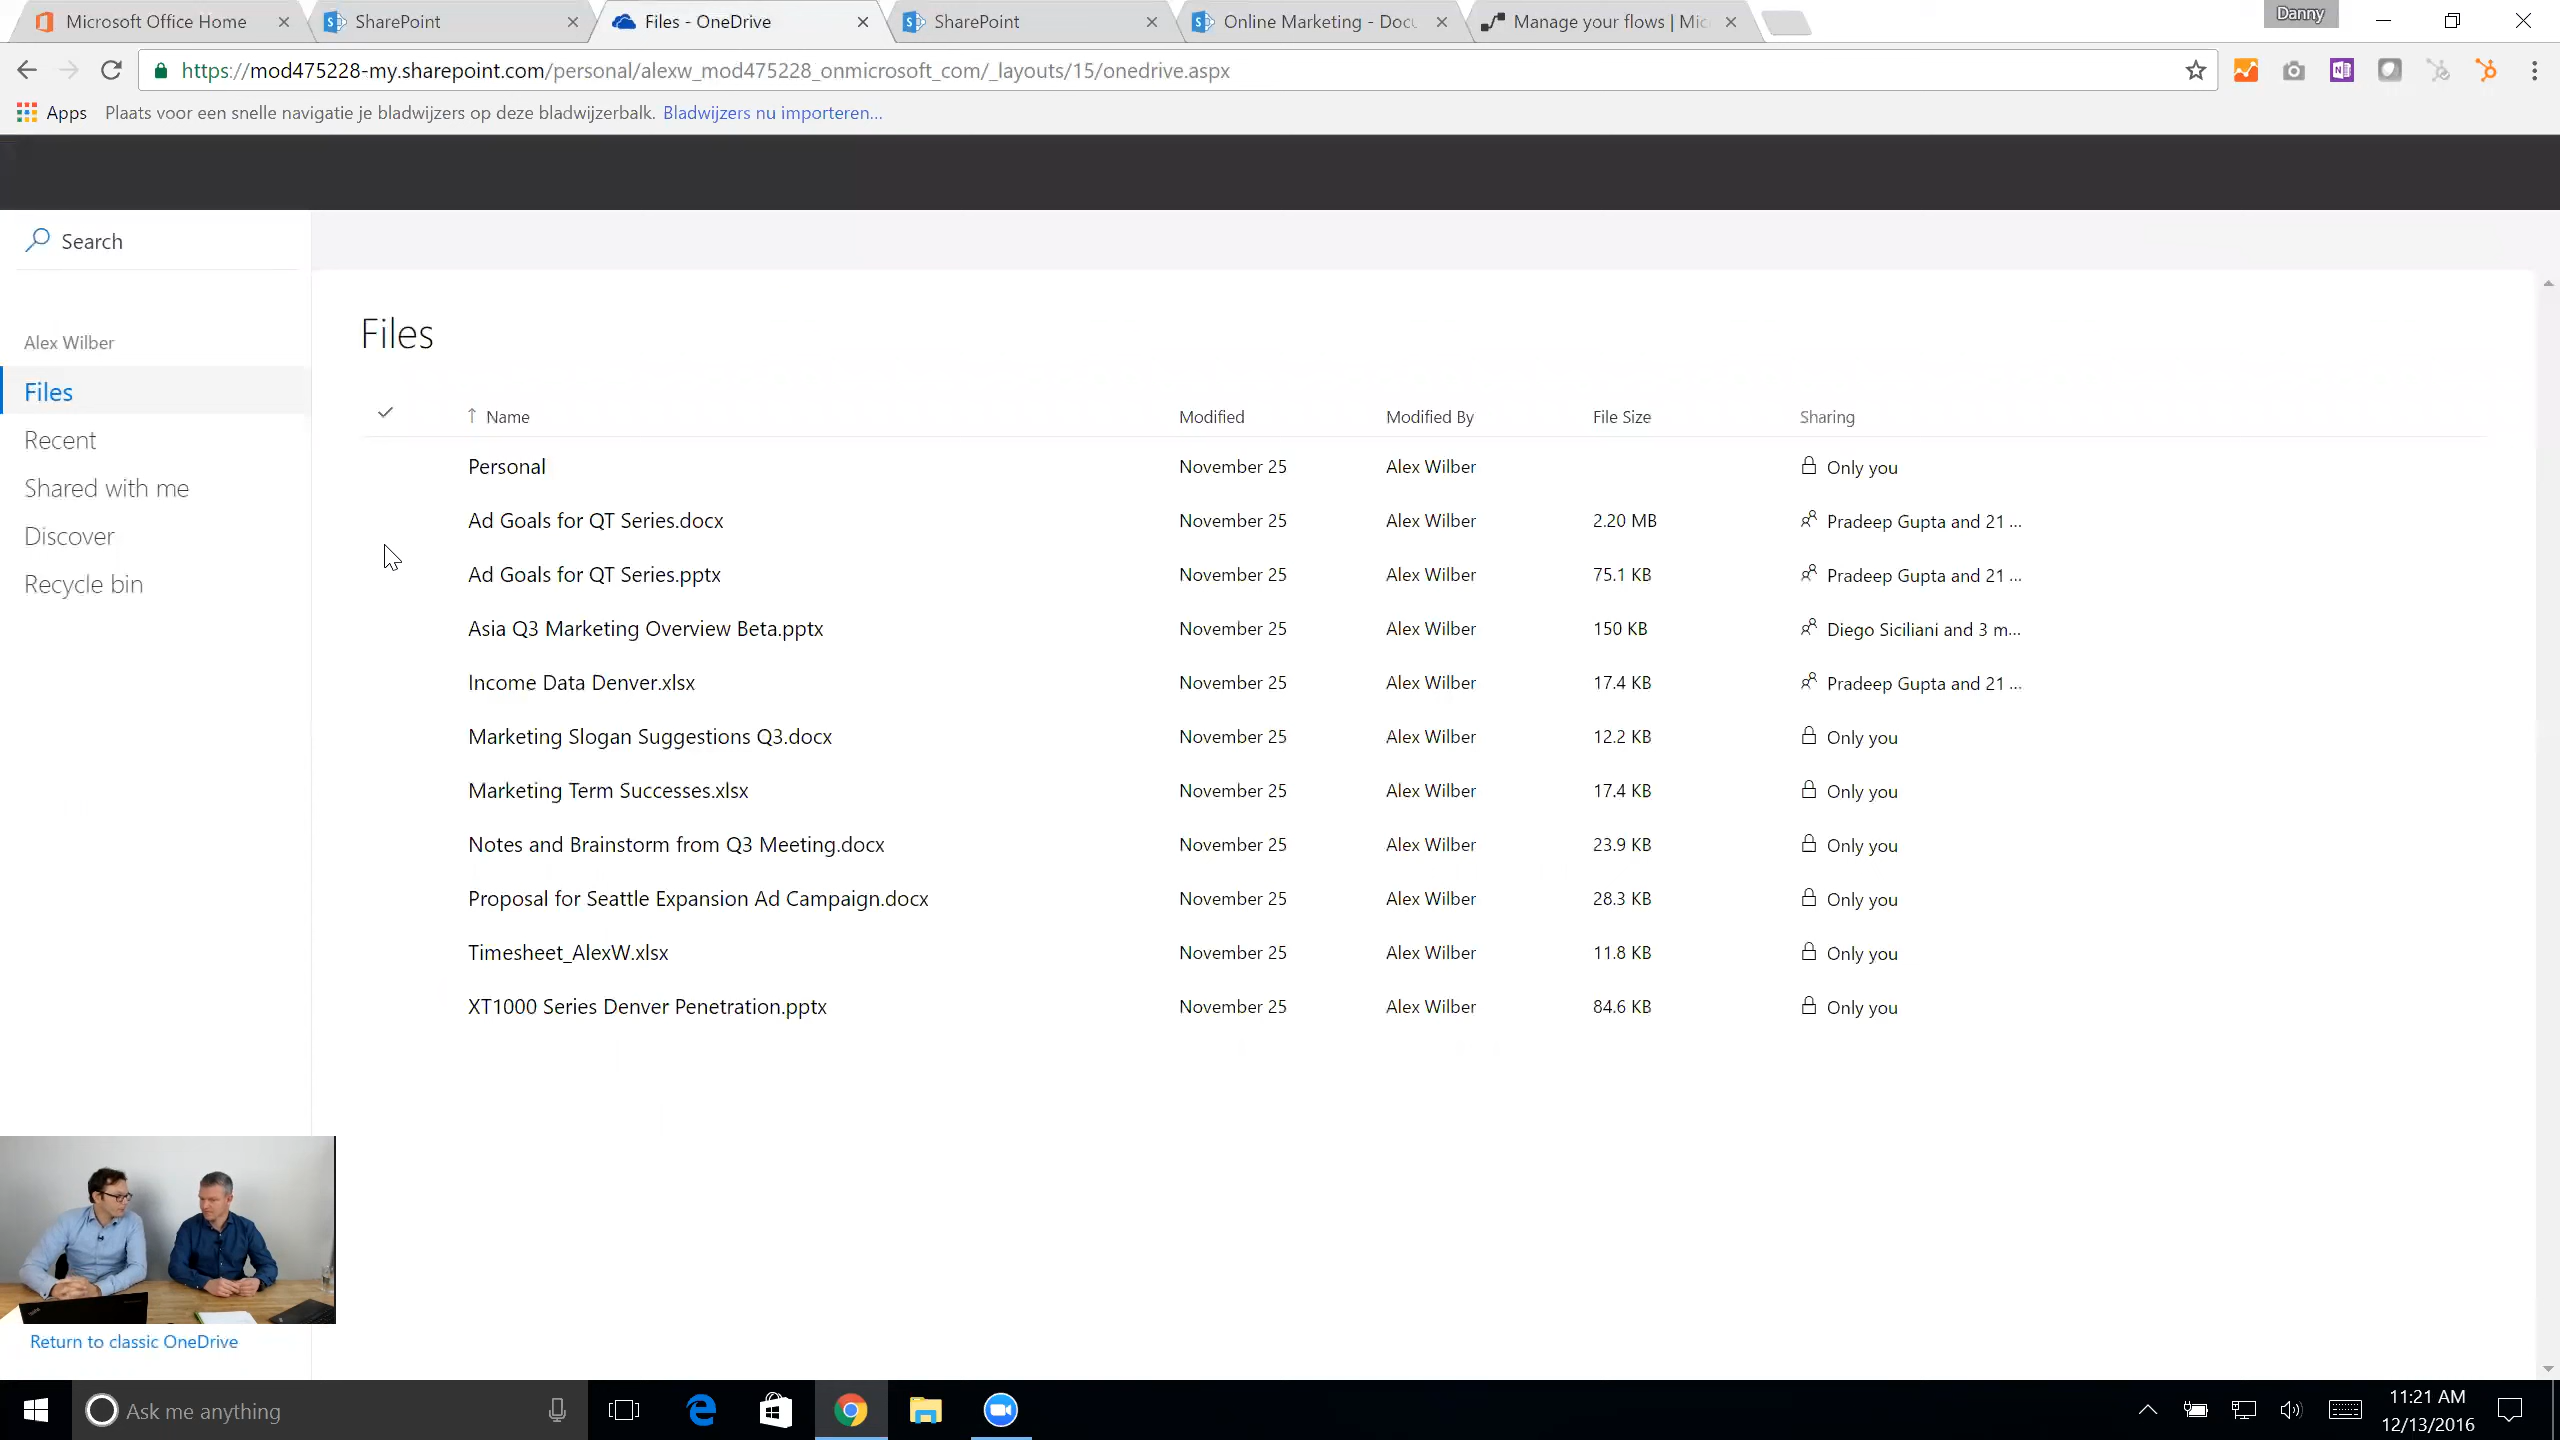 Microsoft Office Home
SharePoint
Files - OneDrive
SharePoint
Online Marketing - Docu
Manage your flows | Mic
Danny
https://mod475228-my.sharepoint.com/personal/alexw_mod475228_onmicrosoft_com/_layouts/15/onedrive.aspx
Apps Plaats voor een snelle navigatie je bladwijzers op deze bladwijzerbalk. Bladwijzers nu importeren...
Search
Alex Wilber
Files
Recent
Shared with me
Discover
Recycle bin
Files
Name Modified Modified By File Size Sharing
Personal November 25 Alex Wilber Only you
Ad Goals for QT Series.docx November 25 Alex Wilber 2.20 MB Pradeep Gupta and 21 ...
Ad Goals for QT Series.pptx November 25 Alex Wilber 75.1 KB Pradeep Gupta and 21 ...
Asia Q3 Marketing Overview Beta.pptx November 25 Alex Wilber 150 KB Diego Siciliani and 3 m...
Income Data Denver.xlsx November 25 Alex Wilber 17.4 KB Pradeep Gupta and 21 ...
Marketing Slogan Suggestions Q3.docx November 25 Alex Wilber 12.2 KB Only you
Marketing Term Successes.xlsx November 25 Alex Wilber 17.4 KB Only you
Notes and Brainstorm from Q3 Meeting.docx November 25 Alex Wilber 23.9 KB Only you
Proposal for Seattle Expansion Ad Campaign.docx November 25 Alex Wilber 28.3 KB Only you
Timesheet_AlexW.xlsx November 25 Alex Wilber 11.8 KB Only you
XT1000 Series Denver Penetration.pptx November 25 Alex Wilber 84.6 KB Only you
Return to classic OneDrive
Ask me anything
11:21 AM
12/13/2016